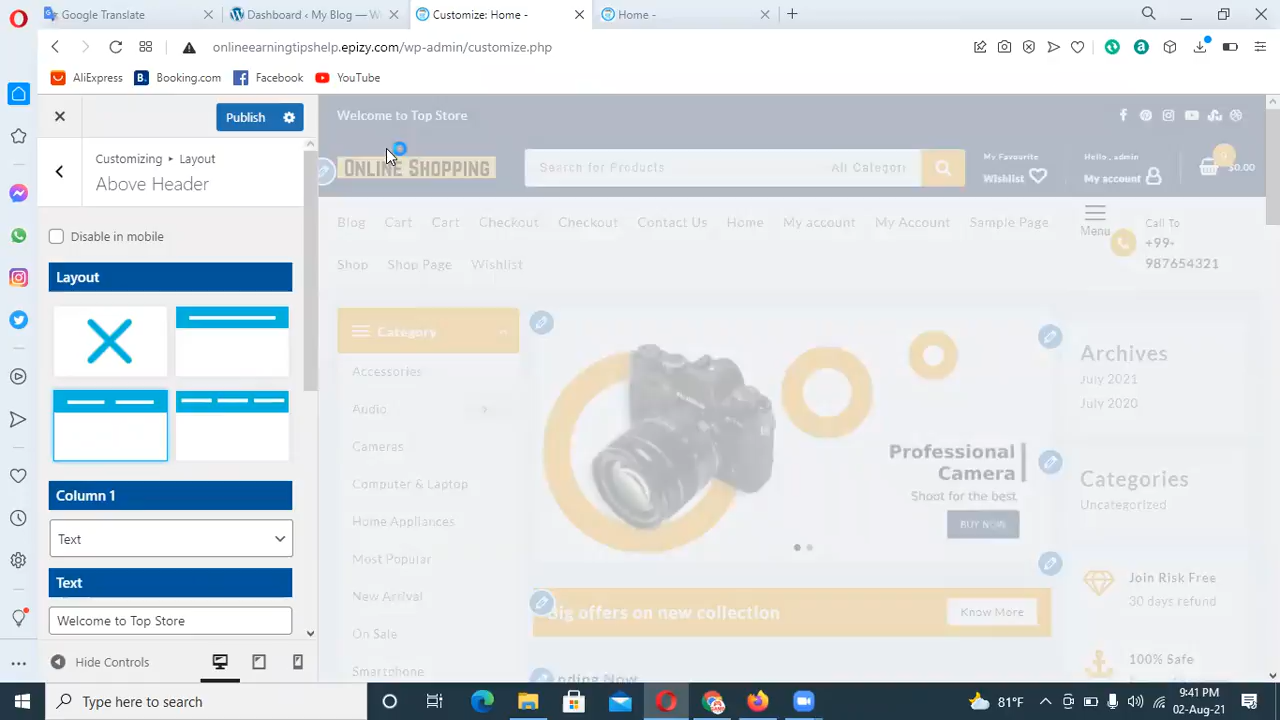 Google Translate
Dashboard ‹ My Blog — W
Customize: Home -
Home -
onlineearningtipshelp.epizy.com/wp-admin/customize.php
AliExpress
Booking.com
Facebook
YouTube
Publish
Customizing ▸ Layout
Above Header
Disable in mobile
Layout
Column 1
Text
Text
Welcome to Top Store
Hide Controls
Welcome to Top Store
ONLINE SHOPPING
Search for Products
All Categori
My Favourite
Wishlist
Hello , admin
My account
0
$0.00
Blog Cart Cart Checkout Checkout Contact Us Home My account My Account Sample Page
Shop Shop Page Wishlist
Menu
Call To
+99-
987654321
Category
Accessories
Audio
Cameras
Computer & Laptop
Home Appliances
Most Popular
New Arrival
On Sale
Smartphone
Professional
Camera
Shoot for the best
BUY NOW
Big offers on new collection
Know More
nding Now
Archives
July 2021
July 2020
Categories
Uncategorized
Join Risk Free
30 days refund
100% Safe
Type here to search
81°F
9:41 PM
02-Aug-21